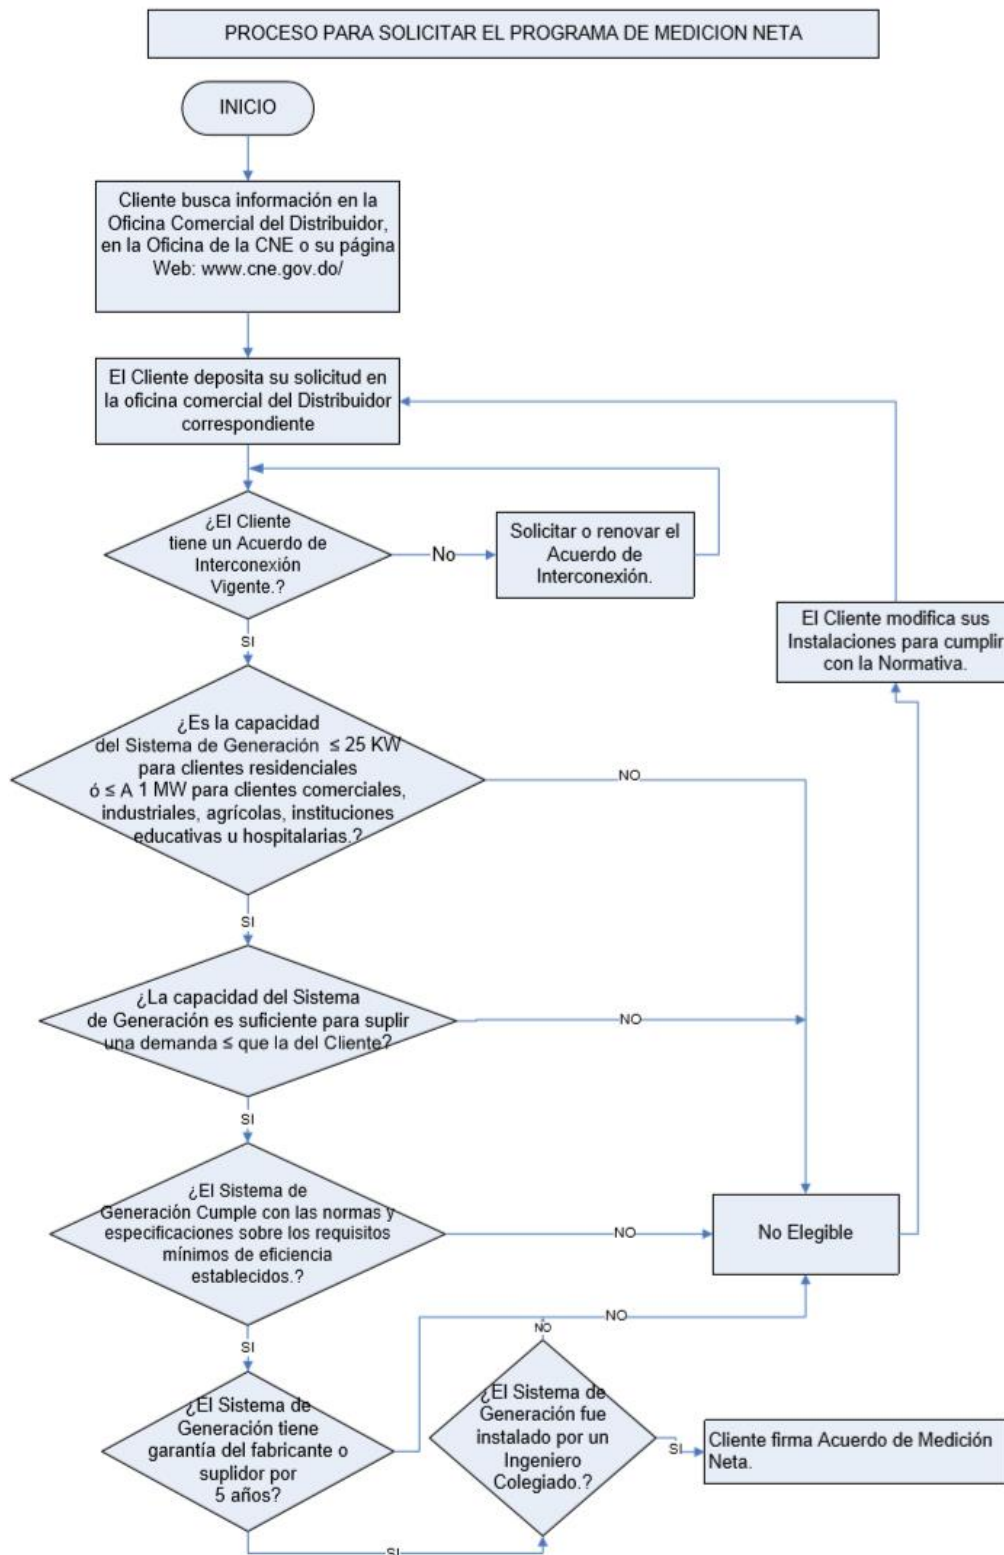 PROCESO PARA SOLICITAR EL PROGRAMA DE MEDICION NETA
INICIO
Cliente busca información en la
Oficina Comercial del Distribuidor,
en la Oficina de la CNE o su página
Web: www.cne.gov.do/
El Cliente deposita su solicitud en
la oficina comercial del Distribuidor
correspondiente
¿El Cliente
tiene un Acuerdo de
Interconexión
Vigente.?
No
Solicitar o renovar el
Acuerdo de
Interconexión.
El Cliente modifica sus
Instalaciones para cumplir
con la Normativa.
SI
¿Es la capacidad
del Sistema de Generación ≤ 25 KW
para clientes residenciales
ó ≤ A 1 MW para clientes comerciales,
industriales, agrícolas, instituciones
educativas u hospitalarias.?
NO
SI
¿La capacidad del Sistema
de Generación es suficiente para suplir
una demanda ≤ que la del Cliente?
NO
SI
¿El Sistema de
Generación Cumple con las normas y
especificaciones sobre los requisitos
mínimos de eficiencia
establecidos.?
NO
No Elegible
SI
NO
NO
¿El Sistema de
Generación tiene
garantía del fabricante o
suplidor por
5 años?
¿El Sistema de
Generación fue
instalado por un
Ingeniero
Colegiado.?
SI
Cliente firma Acuerdo de Medición
Neta.
SI